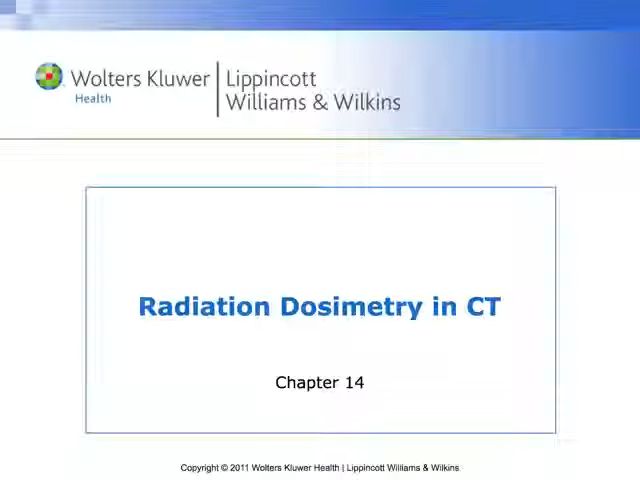 Wolters Kluwer
Health
Lippincott
Williams & Wilkins
Radiation Dosimetry in CT
Chapter 14
Copyright © 2011 Wolters Kluwer Health | Lippincott Williams & Wilkins